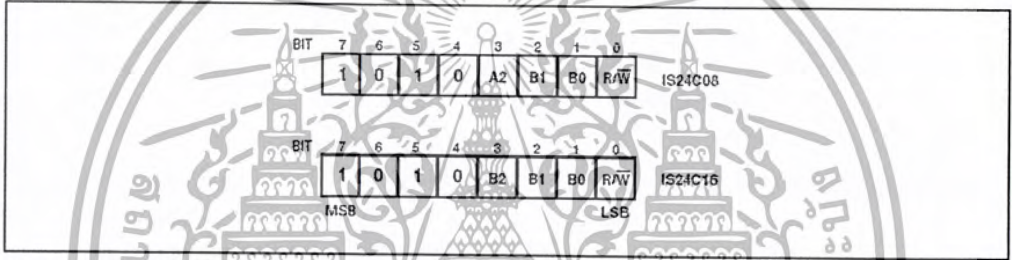 BIT 7 6 5 4 3 2 1 0
1 0 1 0 A2 B1 B0 R/W̅ IS24C08
BIT 7 6 5 4 3 2 1 0
1 0 1 0 B2 B1 B0 R/W̅ IS24C16
MSB LSB